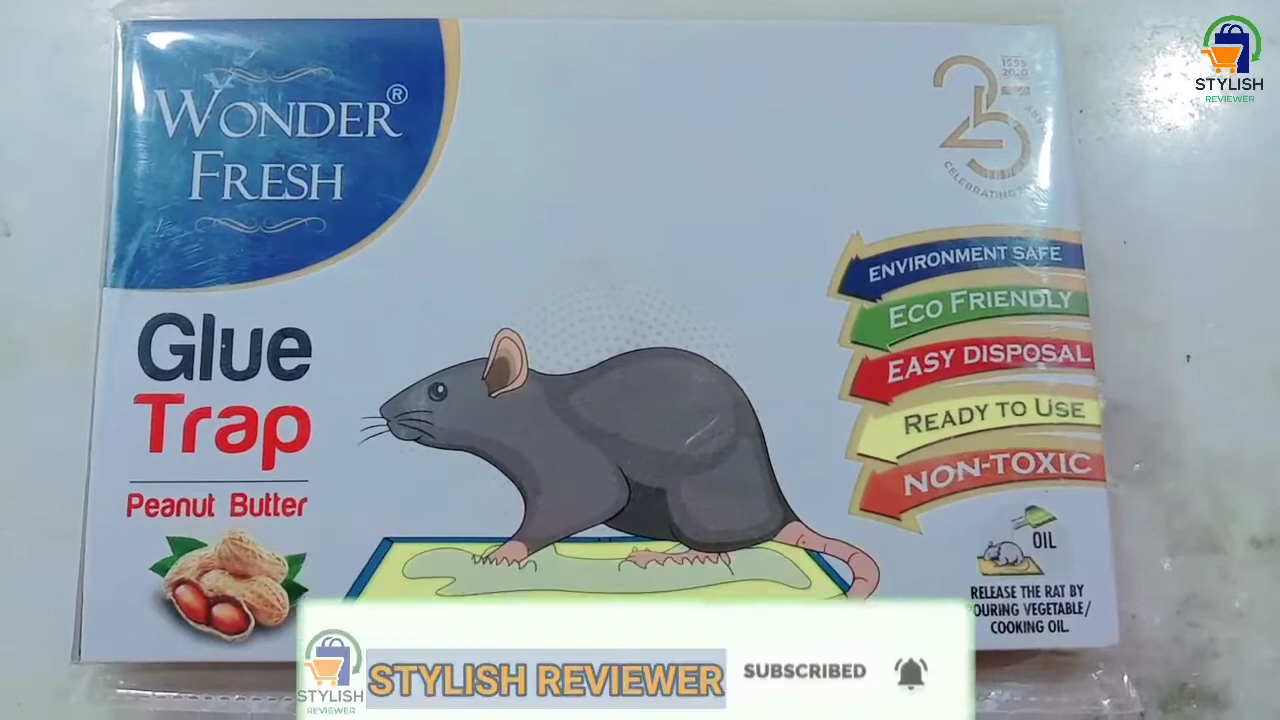 WONDER®
FRESH
Glue
Trap
Peanut Butter
25
1995
2020
CELEBRATING
ENVIRONMENT SAFE
ECO FRIENDLY
EASY DISPOSAL
READY TO USE
NON-TOXIC
OIL
RELEASE THE RAT BY
POURING VEGETABLE/
COOKING OIL.
STYLISH
REVIEWER
STYLISH
REVIEWER
STYLISH REVIEWER
SUBSCRIBED